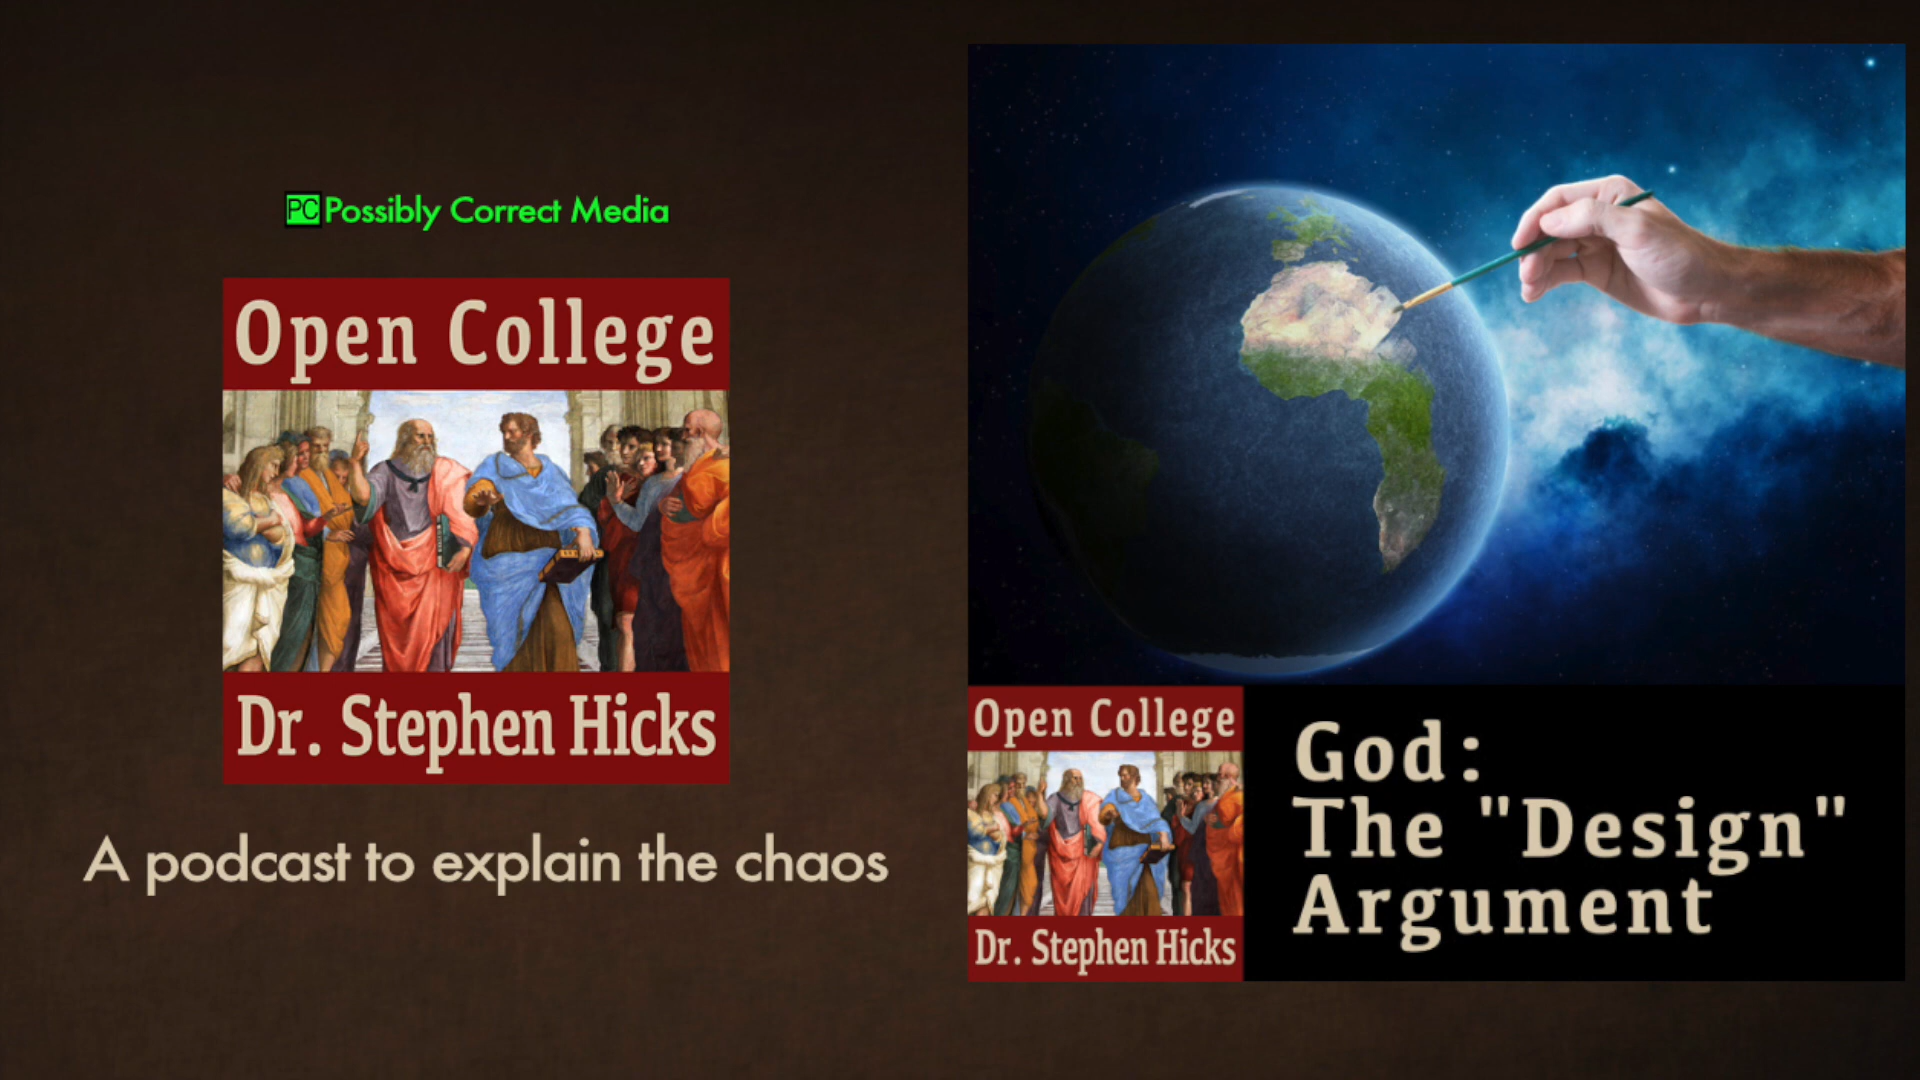 PC Possibly Correct Media
Open College
Dr. Stephen Hicks
A podcast to explain the chaos
Open College
Dr. Stephen Hicks
God:
The "Design"
Argument